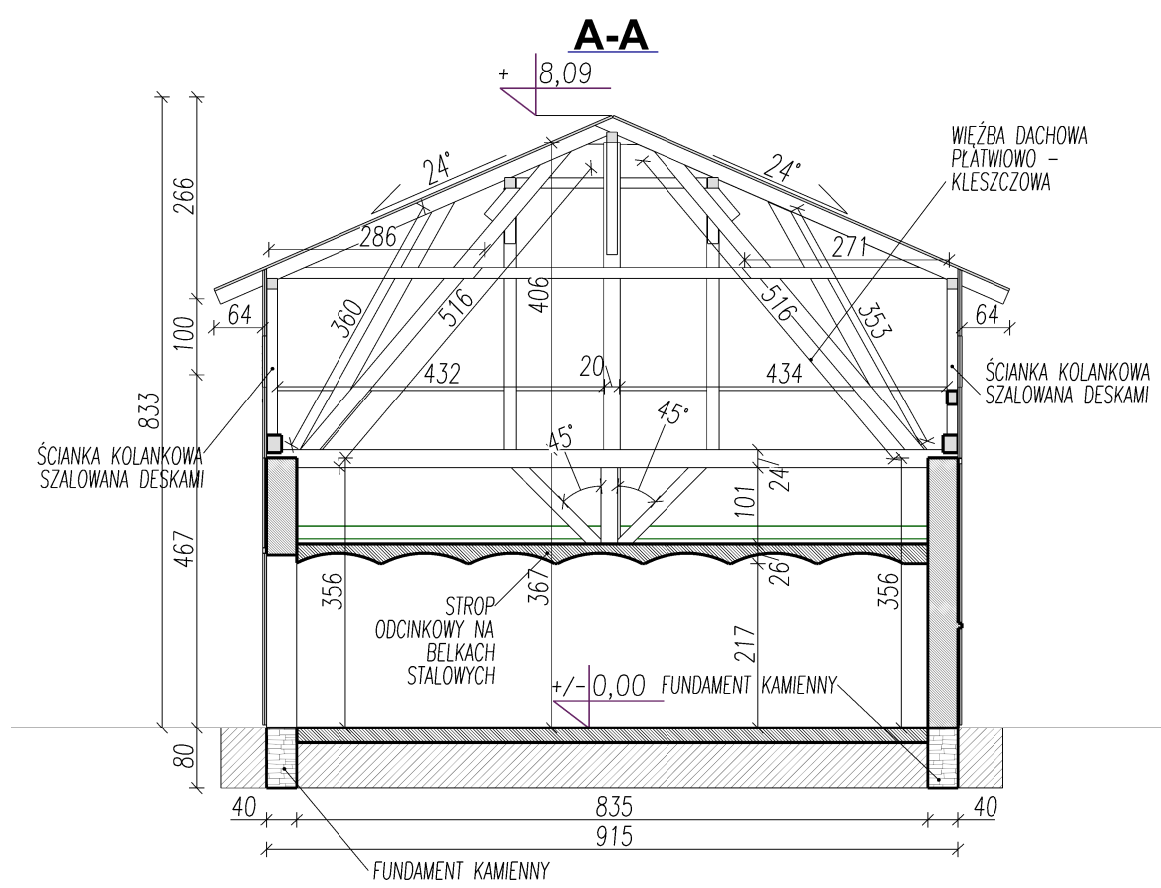 A-A
+ 8,09
WIĘŹBA DACHOWA
PŁATWIOWO -
KLESZCZOWA
24°
24°
266
286
271
406
516
516
360
353
64
64
100
833
432
20
434
ŚCIANKA KOLANKOWA
SZALOWANA DESKAMI
45°
45°
ŚCIANKA KOLANKOWA
SZALOWANA DESKAMI
24
101
467
26
356
367
356
STROP
ODCINKOWY NA
BELKACH
STALOWYCH
217
+/- 0,00
FUNDAMENT KAMIENNY
80
40
835
40
915
FUNDAMENT KAMIENNY